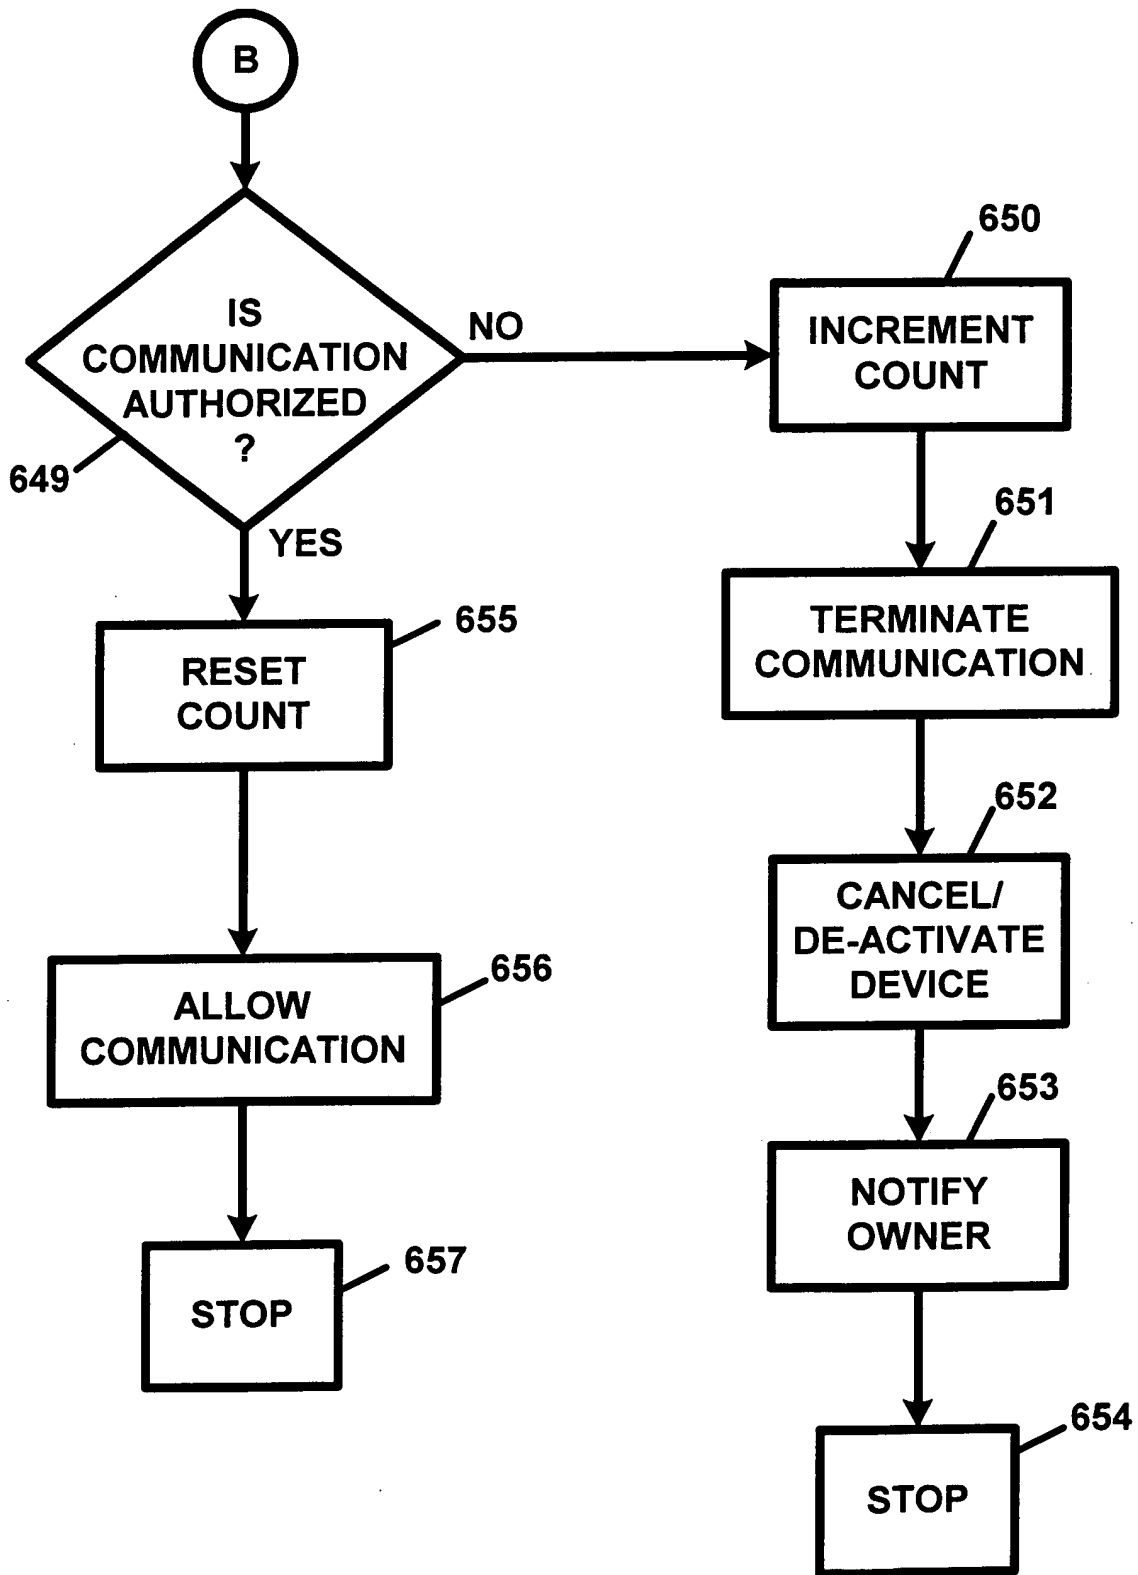 B
IS
COMMUNICATION
AUTHORIZED
?
649
NO
YES
650
INCREMENT
COUNT
651
TERMINATE
COMMUNICATION
652
CANCEL/
DE-ACTIVATE
DEVICE
653
NOTIFY
OWNER
654
STOP
655
RESET
COUNT
656
ALLOW
COMMUNICATION
657
STOP